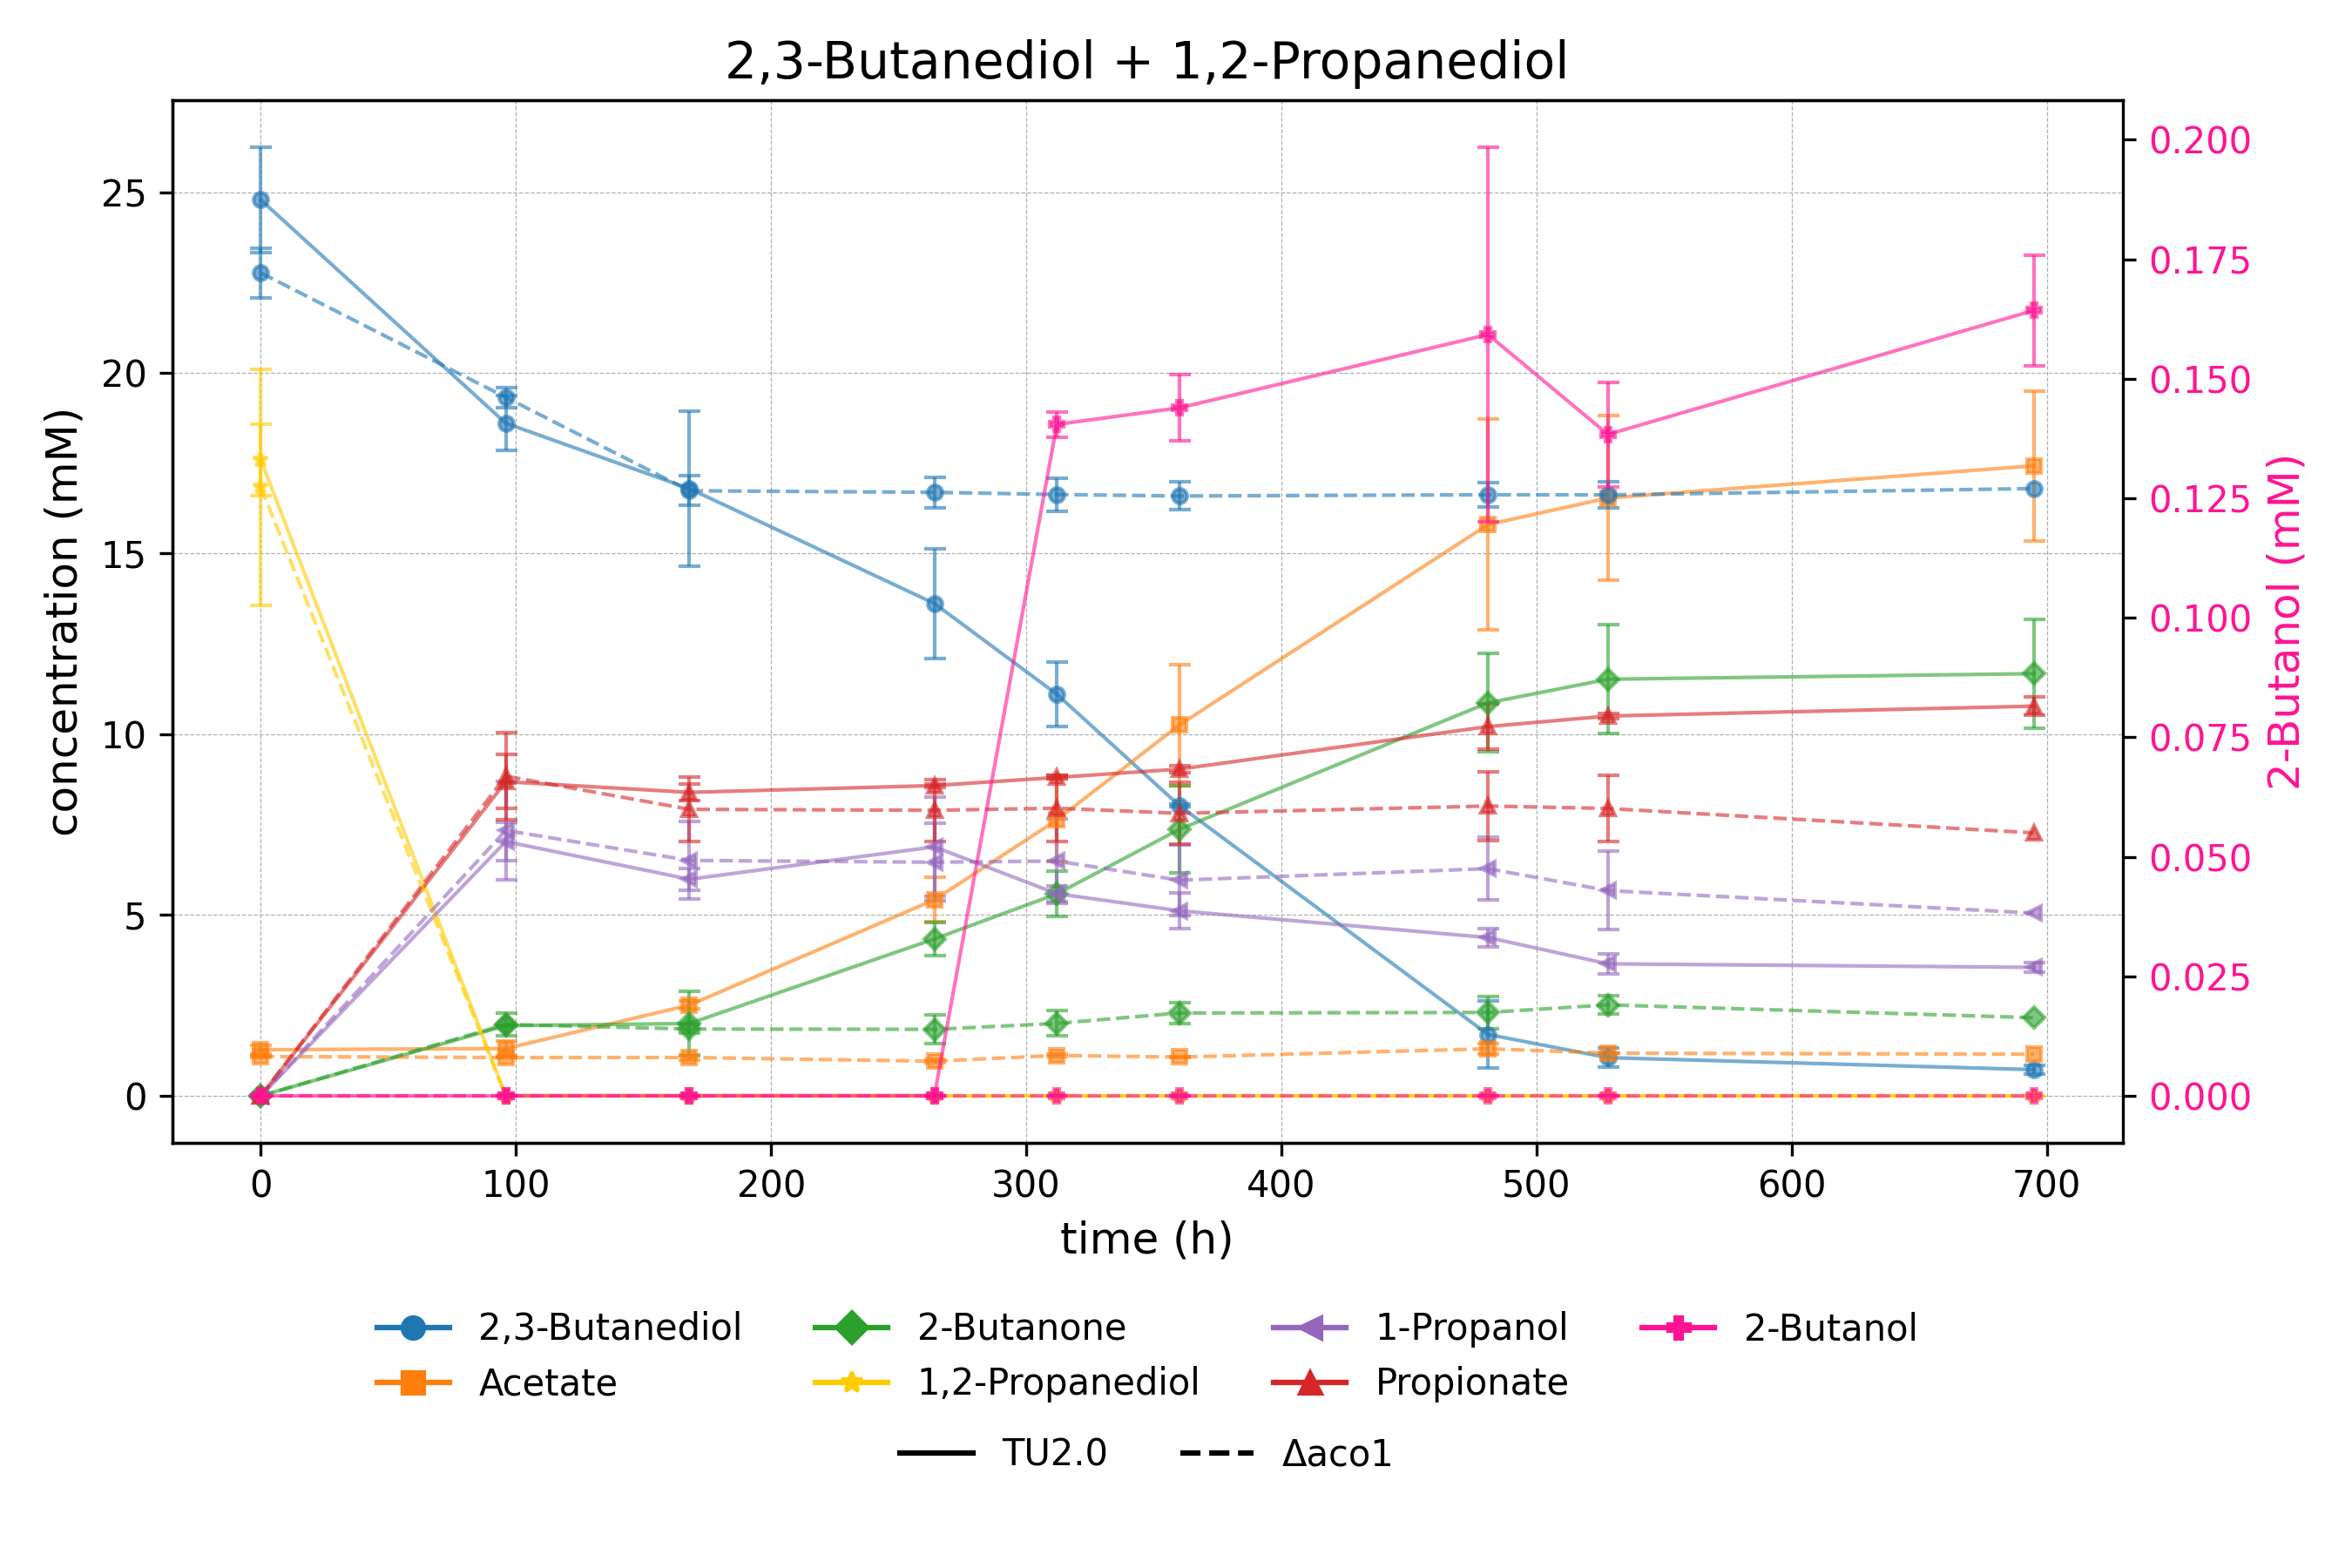 2,3-Butanediol + 1,2-Propanediol
concentration (mM)
25
20
15
10
5
0
0.200
0.175
0.150
0.125
0.100
0.075
0.050
0.025
0.000
2-Butanol (mM)
0 100 200 300 400 500 600 700
time (h)
2,3-Butanediol 2-Butanone 1-Propanol 2-Butanol
Acetate 1,2-Propanediol Propionate
TU2.0 Δaco1